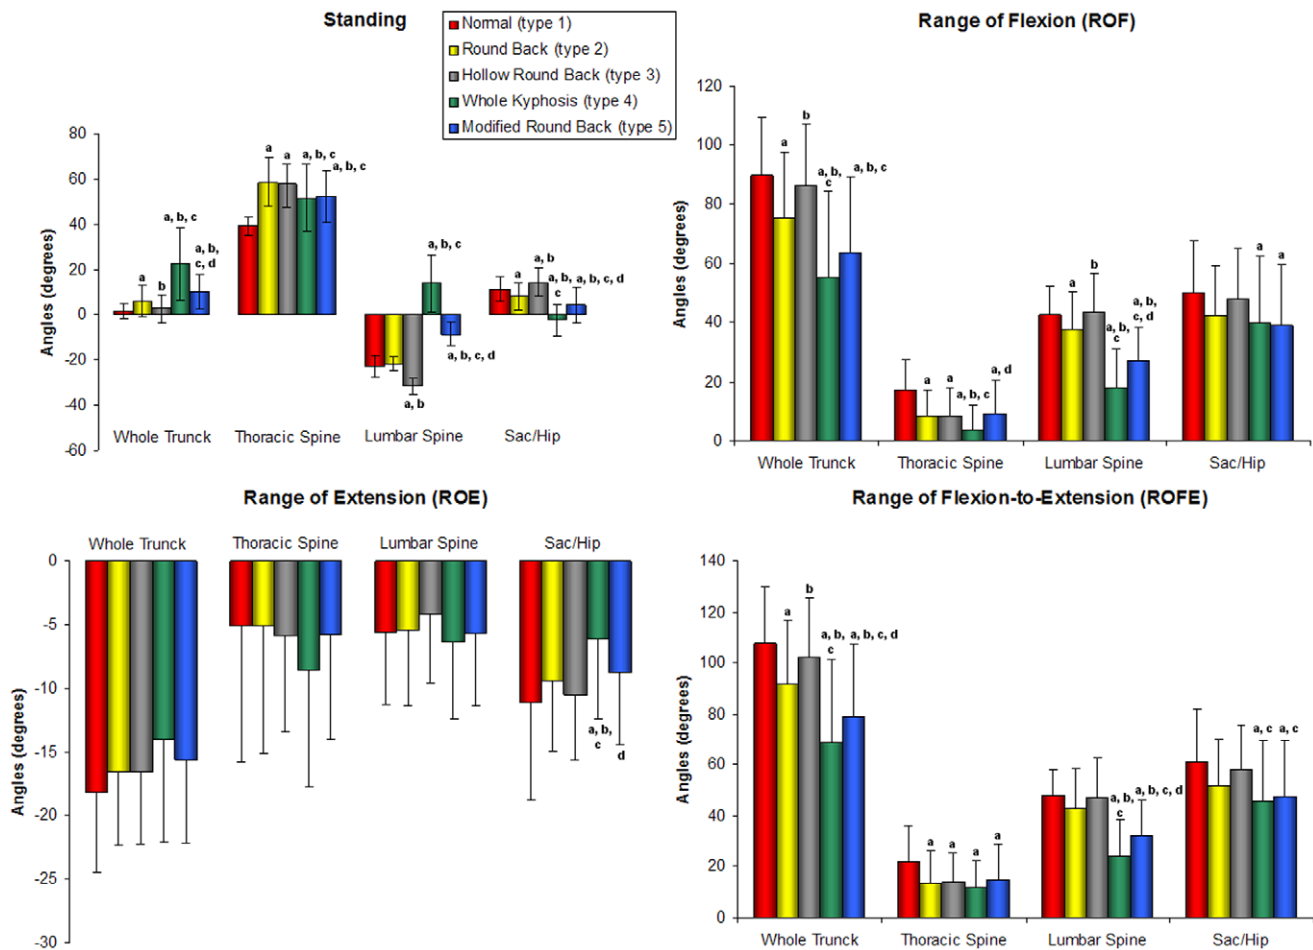 Standing
Normal (type 1)
Round Back (type 2)
Hollow Round Back (type 3)
Whole Kyphosis (type 4)
Modified Round Back (type 5)
Angles (degrees)
80
60
40
20
0
-20
-40
-60
a
b
a, b, c
a, b,
c, d
a
a
a, b, c
a, b, c
a, b
a, b, c
a, b, c, d
a
a, b
a, b,
c
a, b, c, d
Whole Trunck
Thoracic Spine
Lumbar Spine
Sac/Hip
Range of Flexion (ROF)
Angles (degrees)
120
100
80
60
40
20
0
a
b
a, b,
c
a, b, c
a
a
a, b, c
a, d
a
b
a, b,
c
a, b,
c, d
a
a
Whole Trunck
Thoracic Spine
Lumbar Spine
Sac/Hip
Range of Extension (ROE)
Whole Trunck
Thoracic Spine
Lumbar Spine
Sac/Hip
Angles (degrees)
0
-5
-10
-15
-20
-25
-30
a, b,
c
d
Range of Flexion-to-Extension (ROFE)
Angles (degrees)
140
120
100
80
60
40
20
0
a
b
a, b,
c
a, b, c, d
a
a
a
a
a, b,
c
a, b, c, d
a, c
a, c
Whole Trunck
Thoracic Spine
Lumbar Spine
Sac/Hip